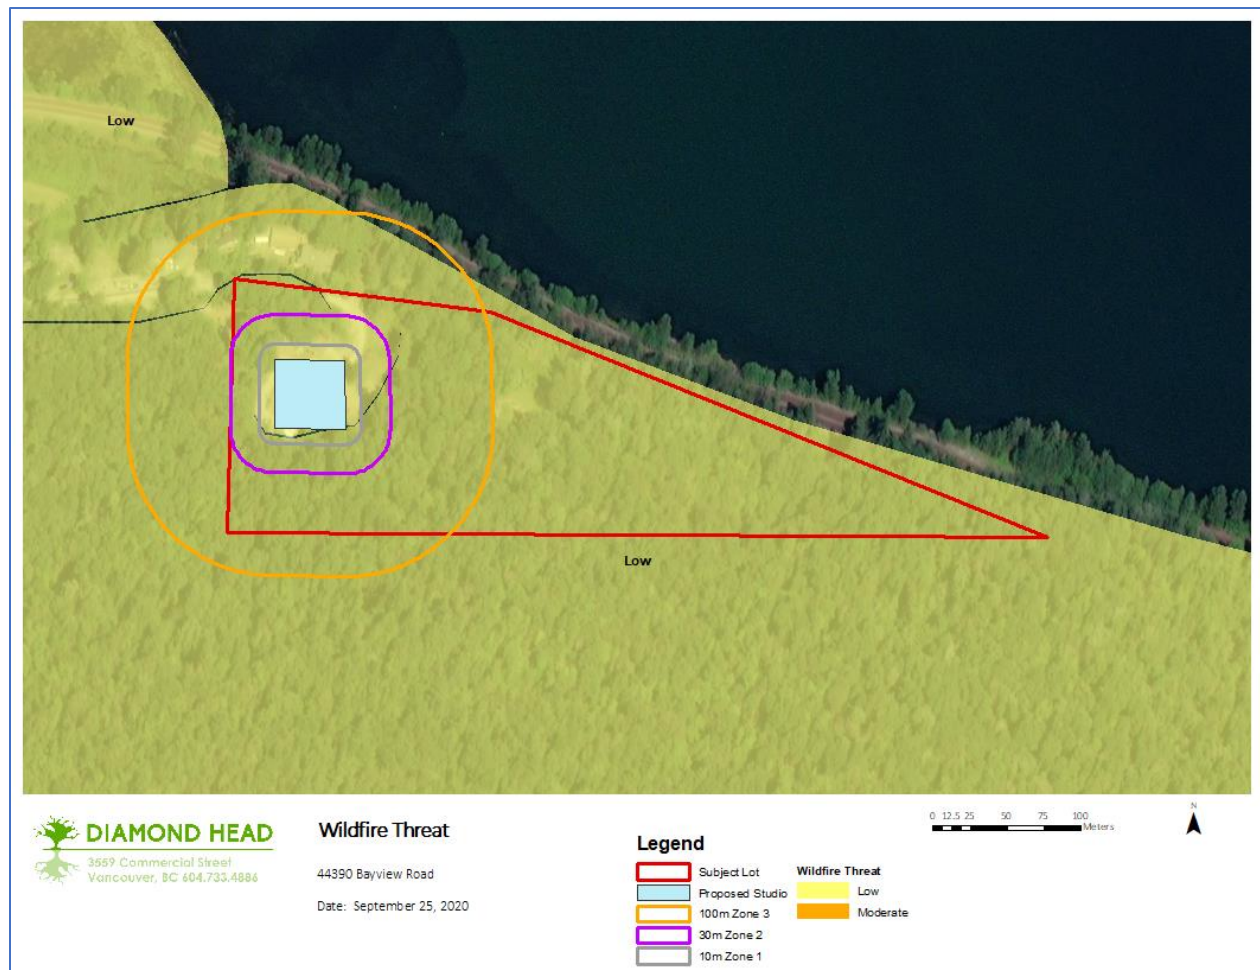 Low
Low
DIAMOND HEAD
3559 Commercial Street
Vancouver, BC 604.733.4886
Wildfire Threat
44390 Bayview Road
Date: September 25, 2020
Legend
Subject Lot
Proposed Studio
100m Zone 3
30m Zone 2
10m Zone 1
Wildfire Threat
Low
Moderate
0 12.5 25 50 75 100
Meters
N